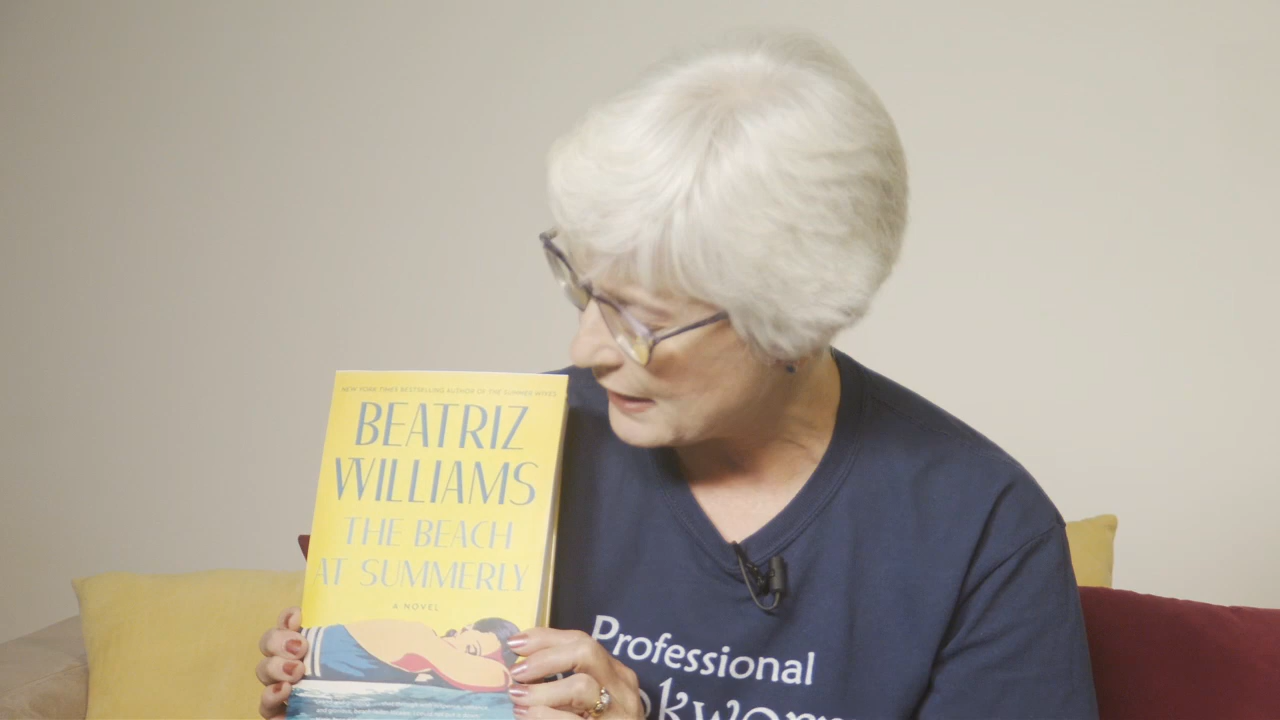 NEW YORK TIMES BESTSELLING AUTHOR OF THE SUMMER WIVES
BEATRIZ
WILLIAMS
THE BEACH
AT SUMMERLY
A NOVEL
Professional